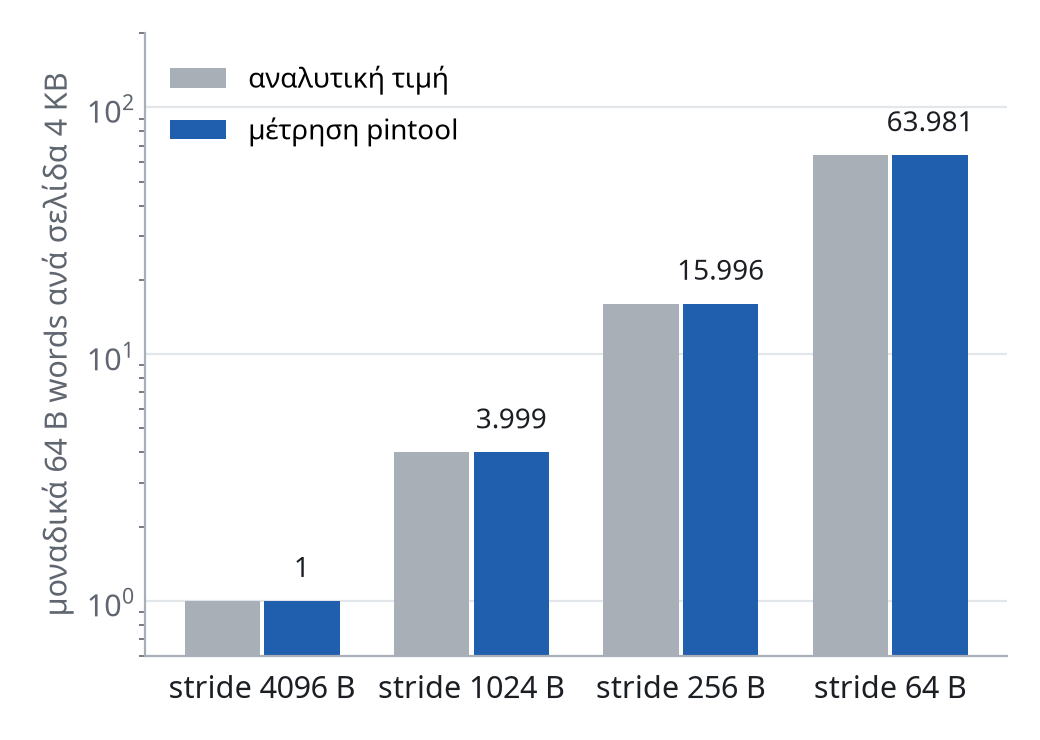 αναλυτική τιμή
μέτρηση pintool
μοναδικά 64 B words ανά σελίδα 4 KB
10²
10¹
10⁰
1
3.999
15.996
63.981
stride 4096 B
stride 1024 B
stride 256 B
stride 64 B